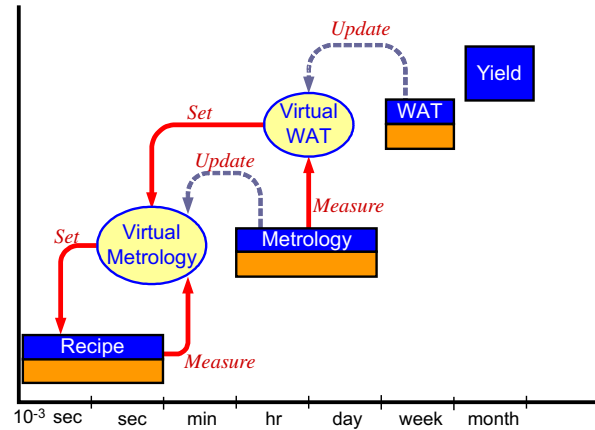 Update
Yield
Set
Virtual
WAT
WAT
Update
Measure
Set
Virtual
Metrology
Metrology
Recipe
Measure
10-3 sec sec min hr day week month